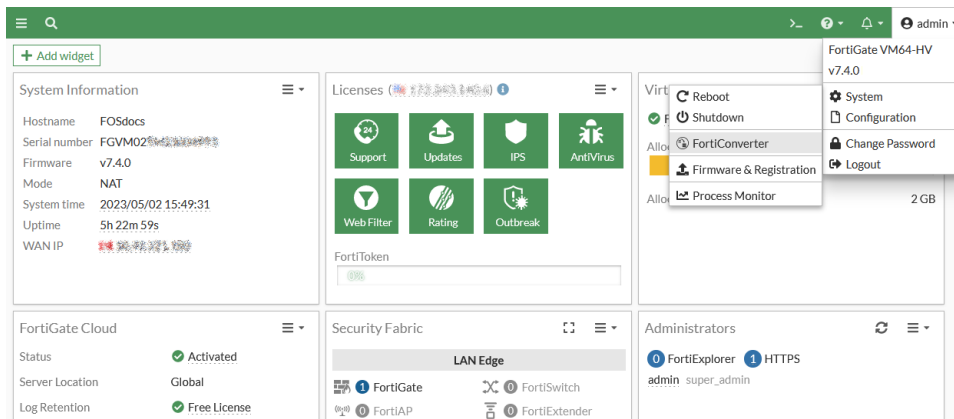 >_
admin
Add widget
FortiGate VM64-HV
v7.4.0
System
Configuration
Change Password
Logout
Reboot
Shutdown
FortiConverter
Firmware & Registration
Process Monitor
System Information
Hostname FOSdocs
Serial number FGVM02
Firmware v7.4.0
Mode NAT
System time 2023/05/02 15:49:31
Uptime 5h 22m 59s
WAN IP
Licenses (
24
Support
Updates
IPS
AntiVirus
Web Filter
Rating
Outbreak
FortiToken
0%
Virt
F
Allo
Allo
2 GB
FortiGate Cloud
Status Activated
Server Location Global
Log Retention Free License
Security Fabric
LAN Edge
1 FortiGate
0 FortiSwitch
0 FortiAP
0 FortiExtender
Administrators
0 FortiExplorer 1 HTTPS
admin super_admin